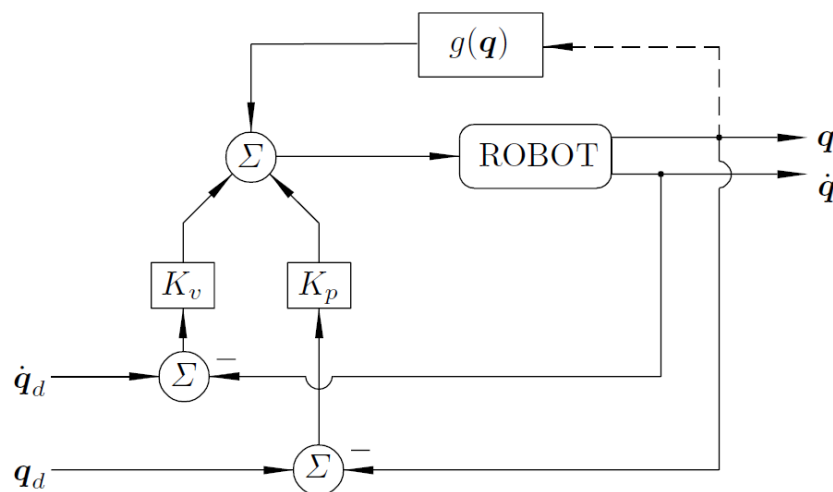 g(q)
Σ
ROBOT
q
q̇
K_v
K_p
q̇_d
Σ
−
q_d
Σ
−